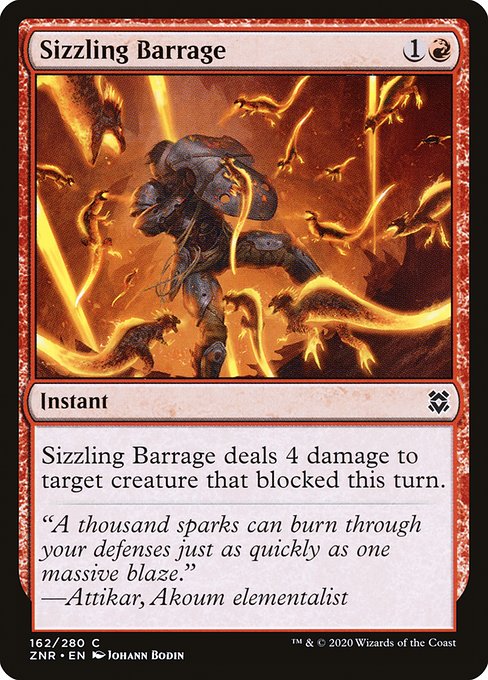 Sizzling Barrage 1
Instant
Sizzling Barrage deals 4 damage to
target creature that blocked this turn.
“A thousand sparks can burn through
your defenses just as quickly as one
massive blaze.”
—Attikar, Akoum elementalist
162/280 C
ZNR • EN Johann Bodin
™ & © 2020 Wizards of the Coast